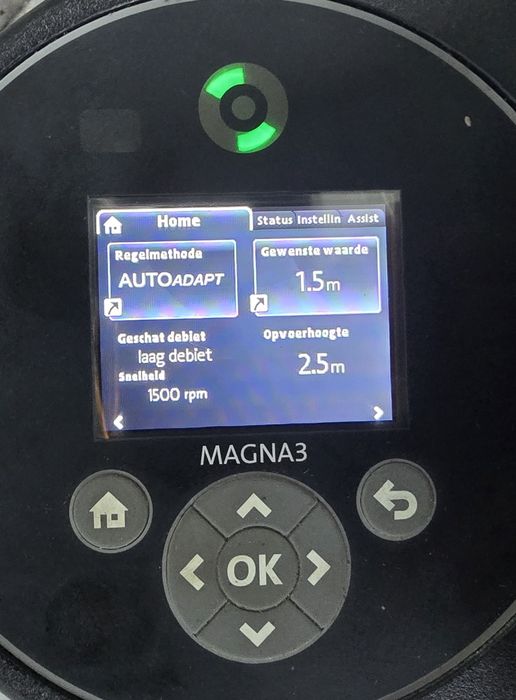 Home Status Instellin Assist
Regelmethode
AUTOADAPT
Gewenste waarde
1.5m
Geschat debiet
laag debiet
Snelheid
1500 rpm
Opvoerhoogte
2.5m
MAGNA3
OK